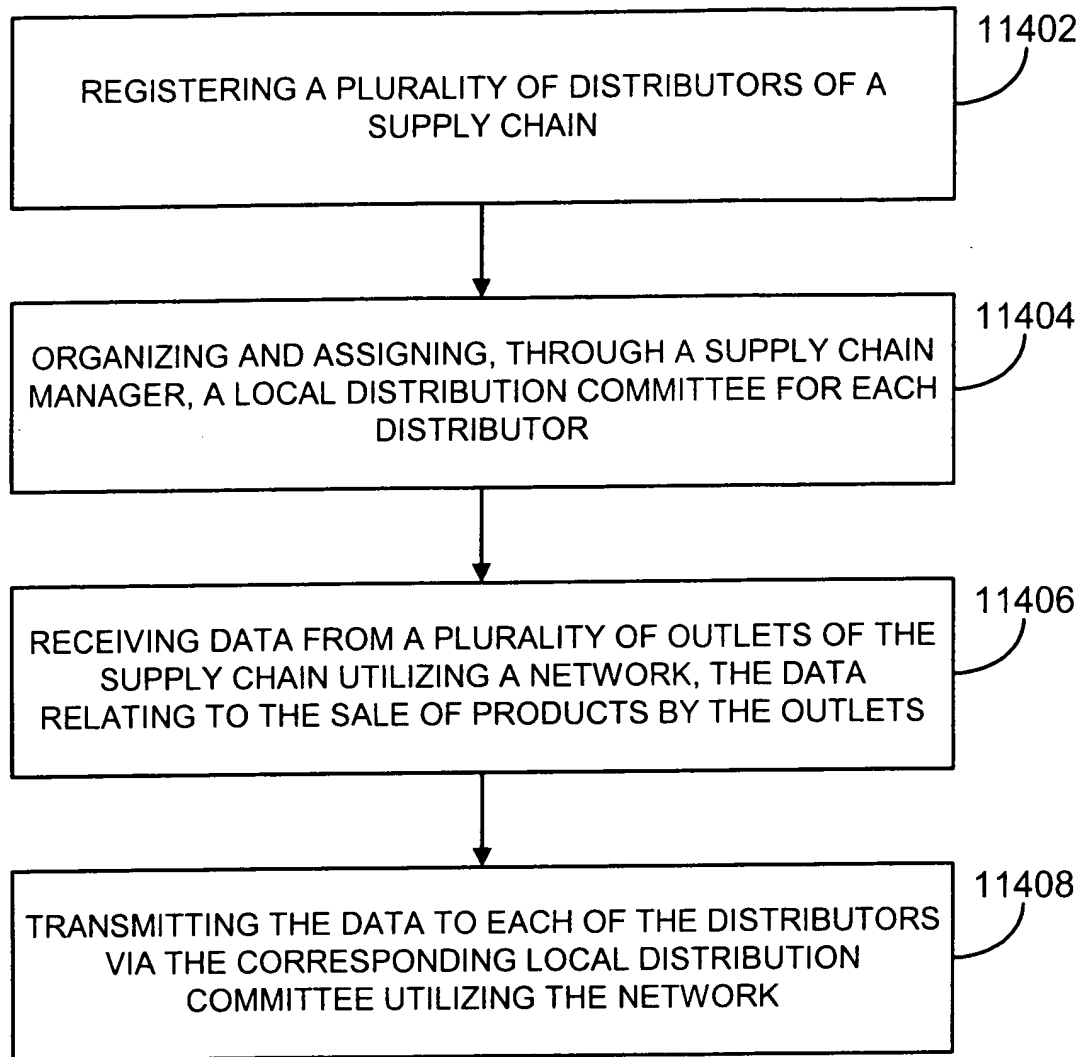 11402
REGISTERING A PLURALITY OF DISTRIBUTORS OF A
SUPPLY CHAIN
11404
ORGANIZING AND ASSIGNING, THROUGH A SUPPLY CHAIN
MANAGER, A LOCAL DISTRIBUTION COMMITTEE FOR EACH
DISTRIBUTOR
11406
RECEIVING DATA FROM A PLURALITY OF OUTLETS OF THE
SUPPLY CHAIN UTILIZING A NETWORK, THE DATA
RELATING TO THE SALE OF PRODUCTS BY THE OUTLETS
11408
TRANSMITTING THE DATA TO EACH OF THE DISTRIBUTORS
VIA THE CORRESPONDING LOCAL DISTRIBUTION
COMMITTEE UTILIZING THE NETWORK